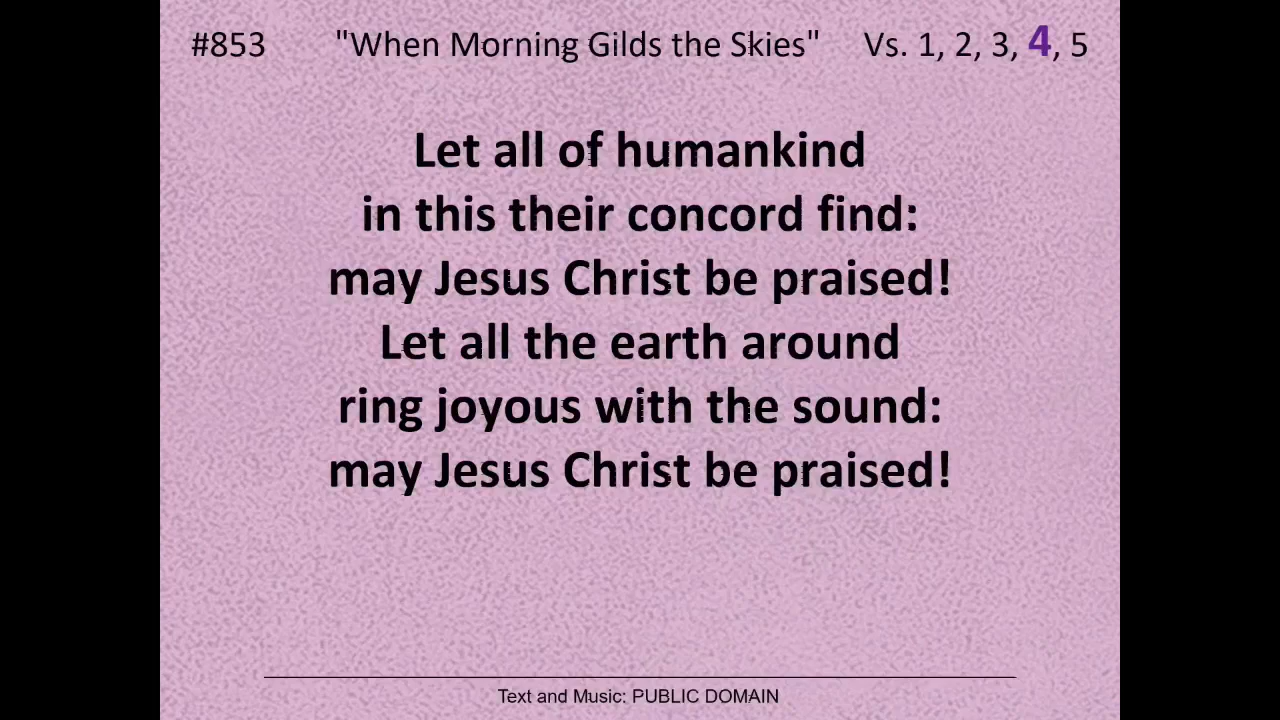 #853 "When Morning Gilds the Skies" Vs. 1, 2, 3, 4, 5
Let all of humankind
in this their concord find:
may Jesus Christ be praised!
Let all the earth around
ring joyous with the sound:
may Jesus Christ be praised!
Text and Music: PUBLIC DOMAIN